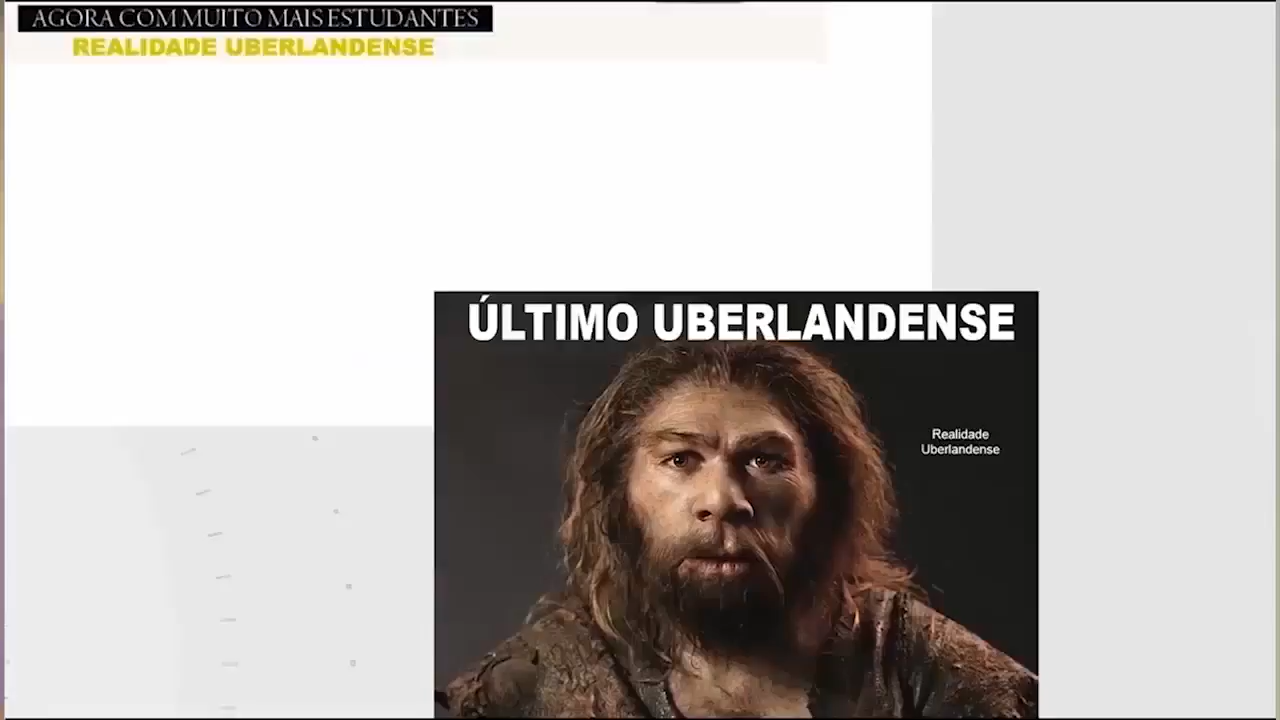 AGORA COM MUITO MAIS ESTUDANTES
REALIDADE UBERLANDENSE
ÚLTIMO UBERLANDENSE
Realidade
Uberlandense